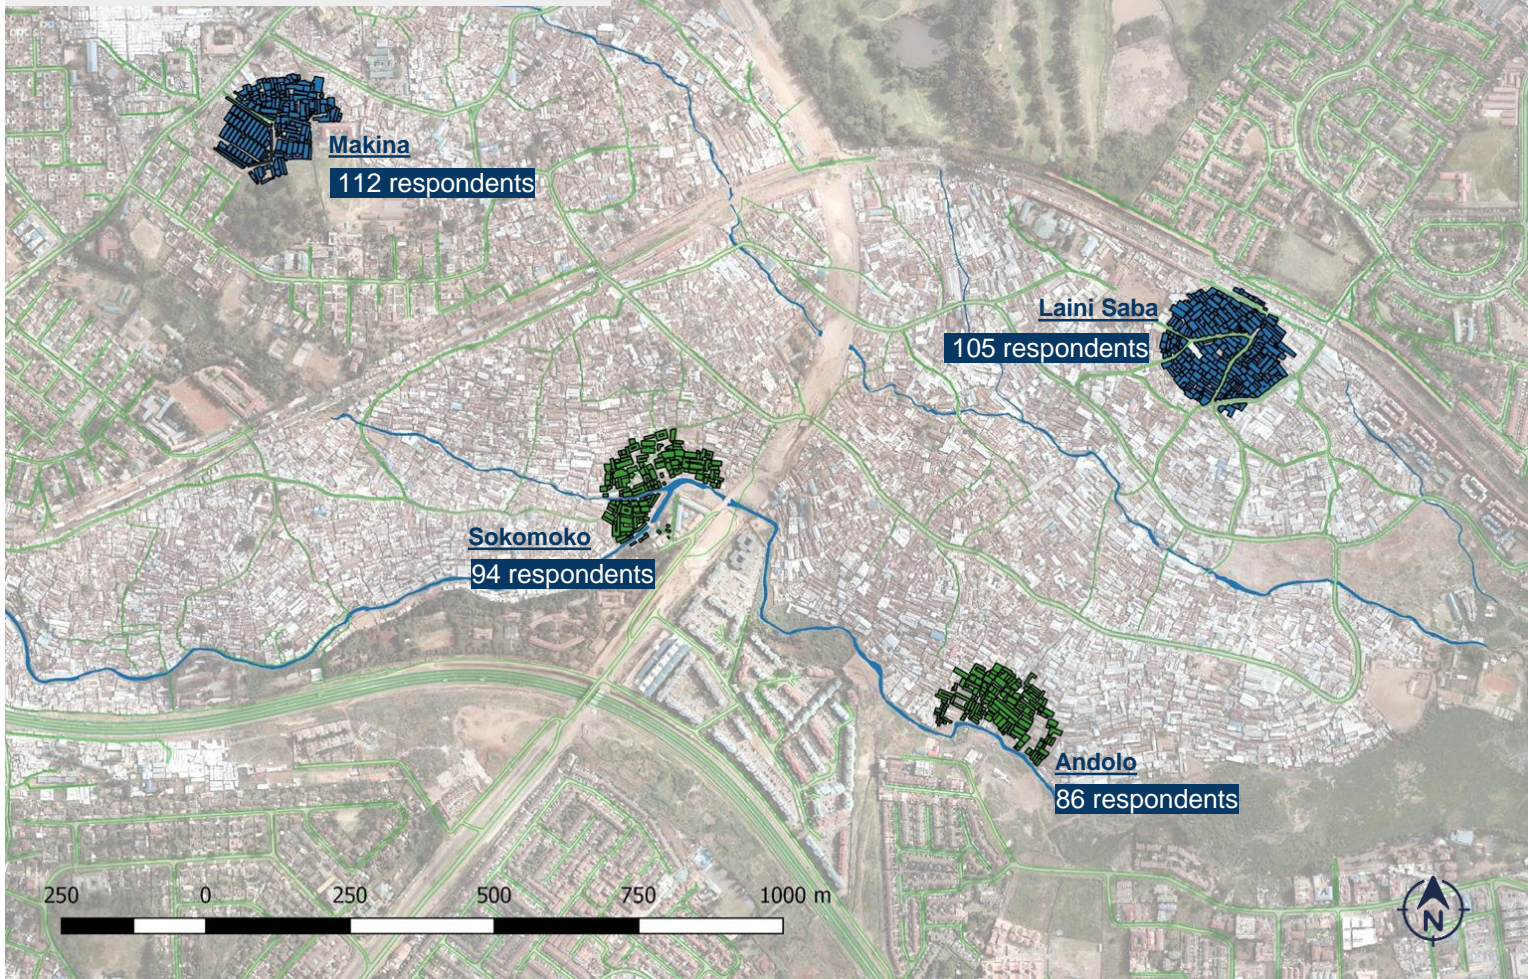 Makina
112 respondents
Laini Saba
105 respondents
Sokomoko
94 respondents
Andolo
86 respondents
250 0 250 500 750 1000 m
N